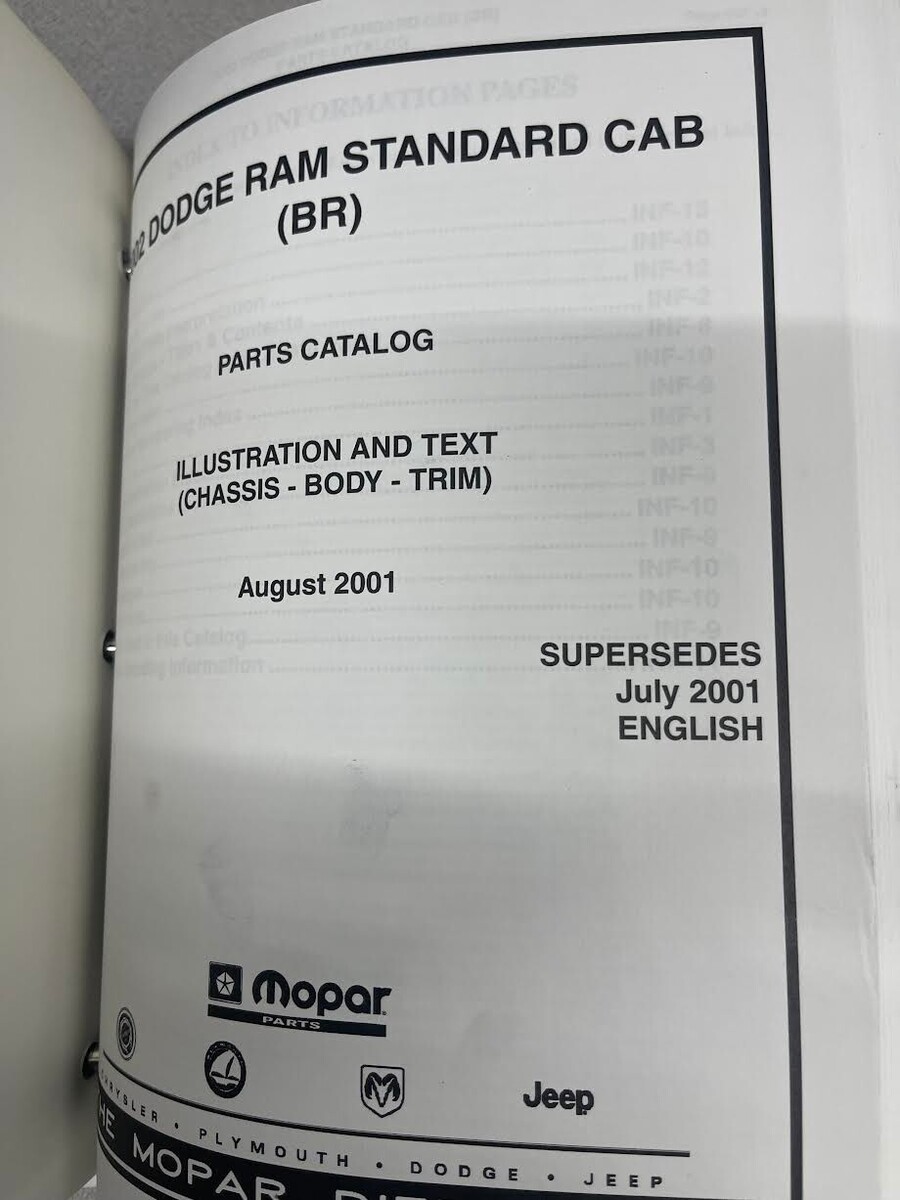 DODGE RAM STANDARD CAB
(BR)
PARTS CATALOG
ILLUSTRATION AND TEXT
(CHASSIS - BODY - TRIM)
August 2001
SUPERSEDES
July 2001
ENGLISH
Mopar
PARTS
Jeep
CHRYSLER • PLYMOUTH • DODGE • JEEP
MOPAR